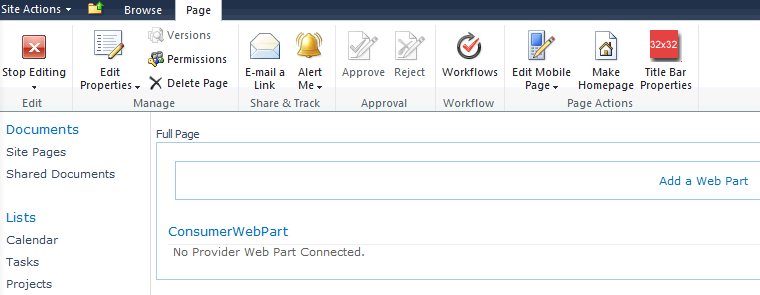 Site Actions Browse Page
Stop Editing
Edit
Edit Properties
Versions
Permissions
Delete Page
Manage
E-mail a Link
Alert Me
Share & Track
Approve
Reject
Approval
Workflows
Workflow
Edit Mobile Page
Make Homepage
32x32
Title Bar Properties
Page Actions
Documents
Site Pages
Shared Documents
Lists
Calendar
Tasks
Projects
Full Page
Add a Web Part
ConsumerWebPart
No Provider Web Part Connected.